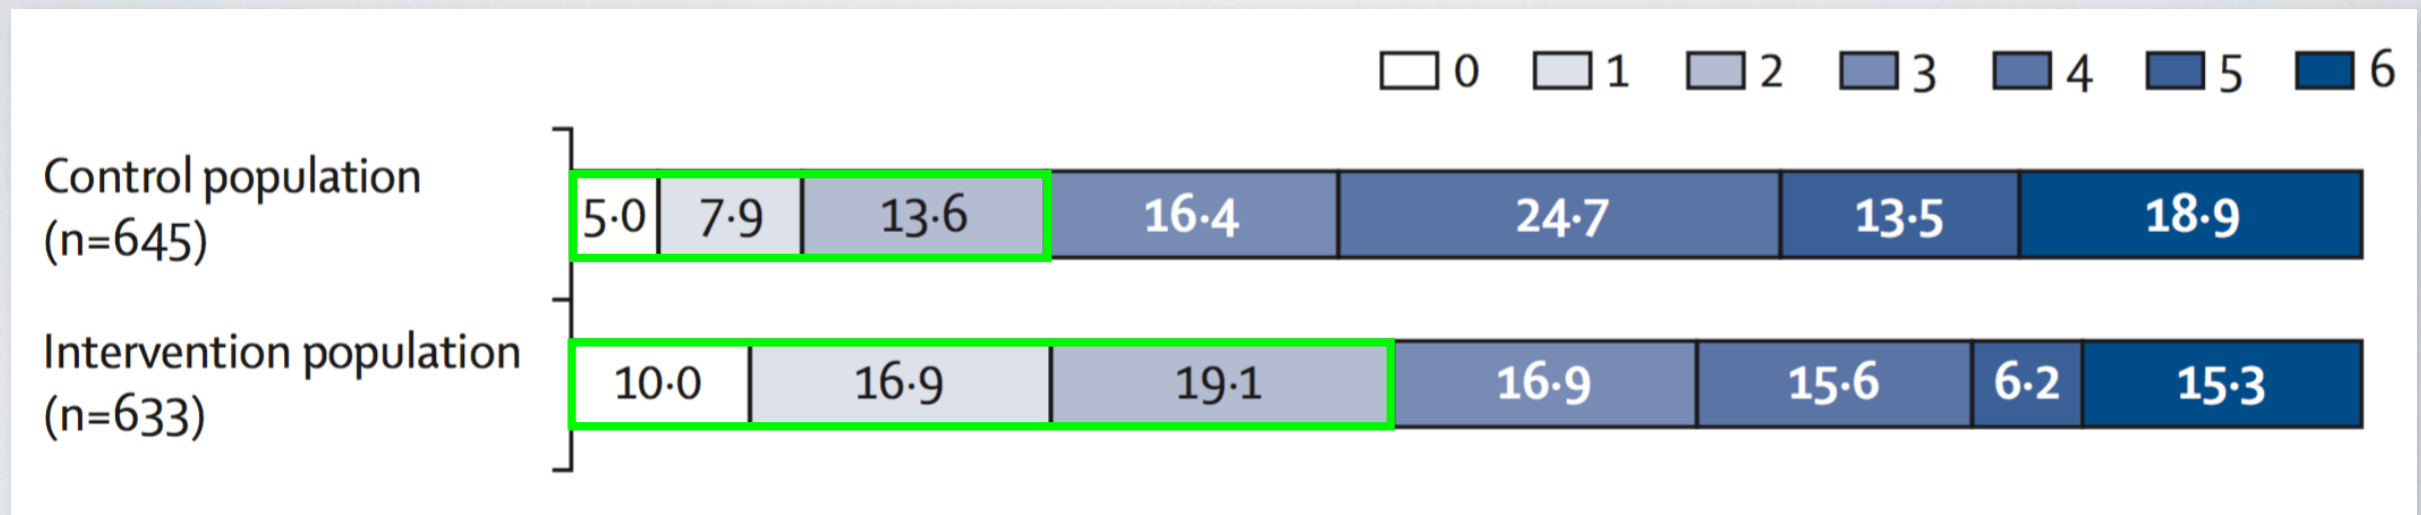 0 1 2 3 4 5 6
Control population
(n=645)
5·0 7·9 13·6 16·4 24·7 13·5 18·9
Intervention population
(n=633)
10·0 16·9 19·1 16·9 15·6 6·2 15·3